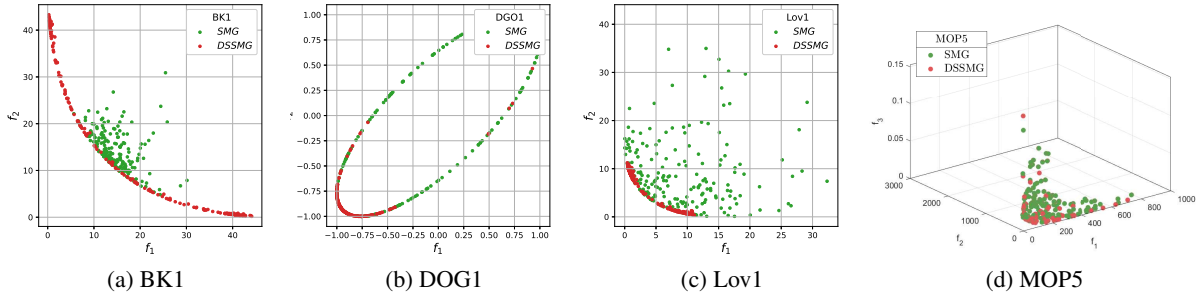 BK1
SMG
DSSMG
40
30
20
10
0
f2
0 10 20 30 40
f1
(a) BK1
DGO1
SMG
DSSMG
1.00
0.75
0.50
0.25
0.00
−0.25
−0.50
−0.75
−1.00
−1.00 −0.75 −0.50 −0.25 0.00 0.25 0.50 0.75 1.00
f1
(b) DOG1
Lov1
SMG
DSSMG
40
35
30
25
20
15
10
5
0
f2
0 5 10 15 20 25 30
f1
(c) Lov1
MOP5
SMG
DSSMG
0.15
0.1
0.05
0
f3
3000
2000
1000
0
f2
0 200 400 600 800 1000
f1
(d) MOP5